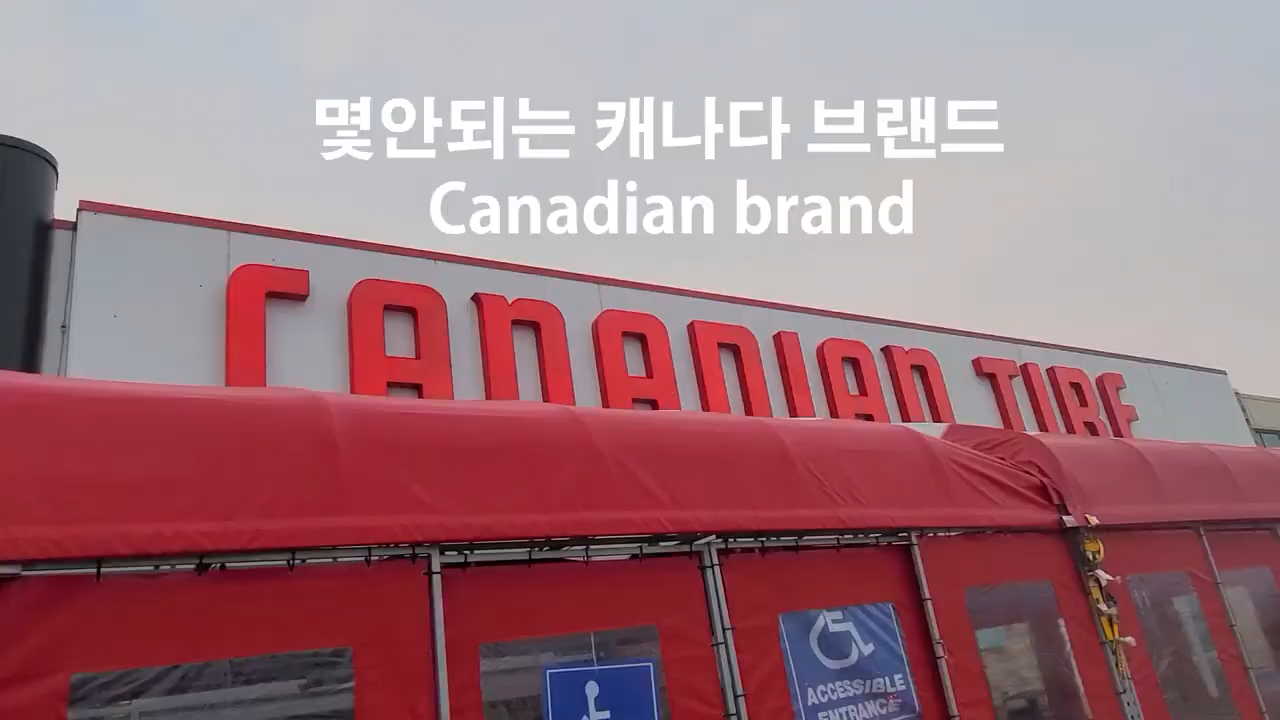 몇안되는 캐나다 브랜드
Canadian brand
CANADIAN TIRE
ACCESSIBLE
ENTRANCE